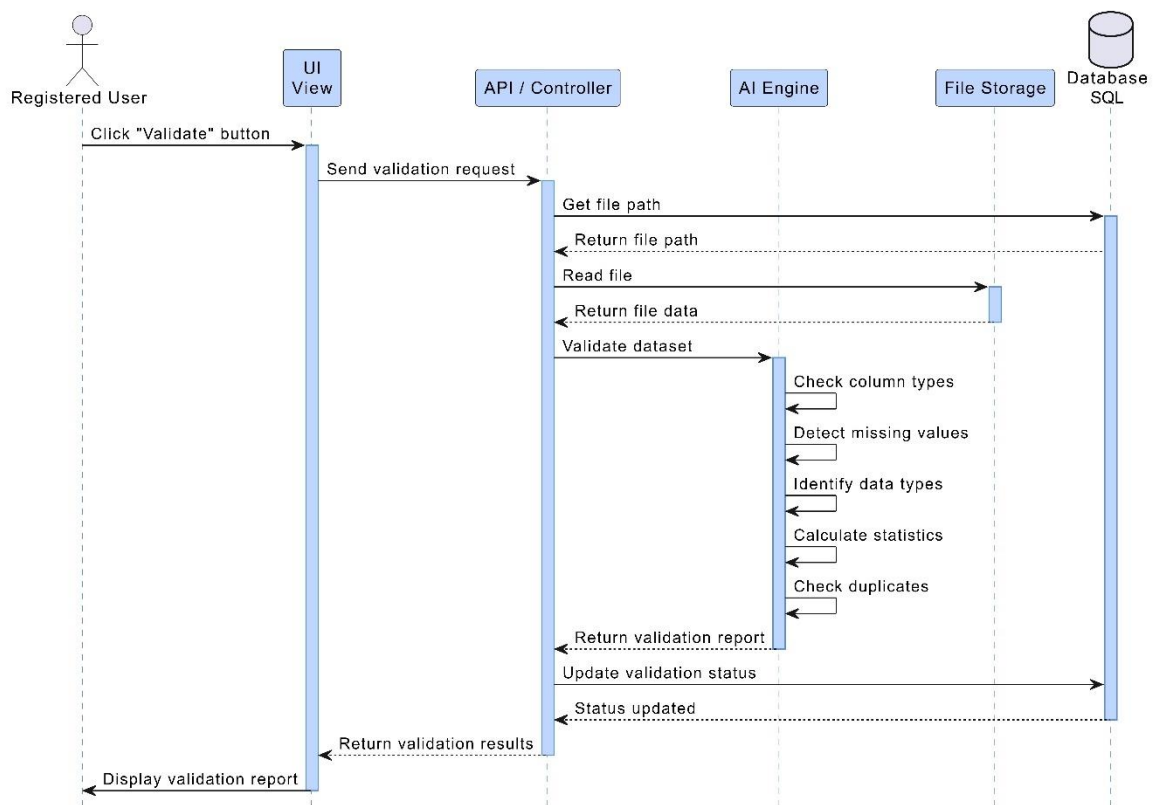 Registered User
UI
View
API / Controller
AI Engine
File Storage
Database
SQL
Click "Validate" button
Send validation request
Get file path
Return file path
Read file
Return file data
Validate dataset
Check column types
Detect missing values
Identify data types
Calculate statistics
Check duplicates
Return validation report
Update validation status
Status updated
Return validation results
Display validation report